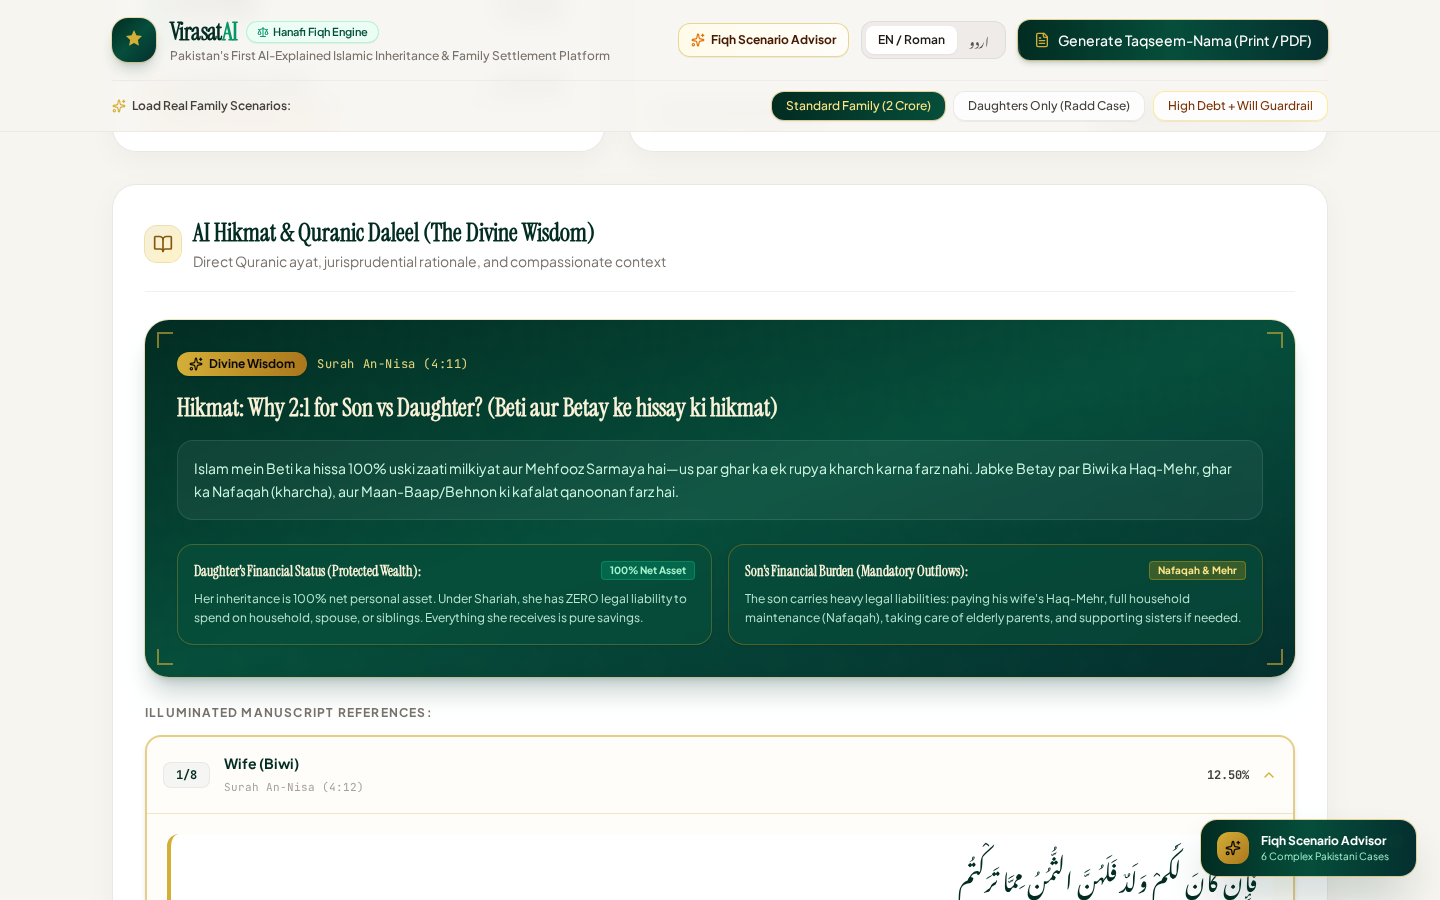 VirasatAI
Hanafi Fiqh Engine
Pakistan's First AI-Explained Islamic Inheritance & Family Settlement Platform
Fiqh Scenario Advisor
EN / Roman
اردو
Generate Taqseem-Nama (Print / PDF)
Load Real Family Scenarios:
Standard Family (2 Crore)
Daughters Only (Radd Case)
High Debt + Will Guardrail
AI Hikmat & Quranic Daleel (The Divine Wisdom)
Direct Quranic ayat, jurisprudential rationale, and compassionate context
Divine Wisdom
Surah An-Nisa (4:11)
Hikmat: Why 2:1 for Son vs Daughter? (Beti aur Betay ke hissay ki hikmat)
Islam mein Beti ka hissa 100% uski zaati milkiyat aur Mehfooz Sarmaya hai—us par ghar ka ek rupya kharch karna farz nahi. Jabke Betay par Biwi ka Haq-Mehr, ghar
ka Nafaqah (kharcha), aur Maan-Baap/Behnon ki kafalat qanoonan farz hai.
Daughter's Financial Status (Protected Wealth):
100% Net Asset
Her inheritance is 100% net personal asset. Under Shariah, she has ZERO legal liability to
spend on household, spouse, or siblings. Everything she receives is pure savings.
Son's Financial Burden (Mandatory Outflows):
Nafaqah & Mehr
The son carries heavy legal liabilities: paying his wife's Haq-Mehr, full household
maintenance (Nafaqah), taking care of elderly parents, and supporting sisters if needed.
ILLUMINATED MANUSCRIPT REFERENCES:
1/8
Wife (Biwi)
Surah An-Nisa (4:12)
12.50%
فَإِن كَانَ لَكُمْ وَلَدٌ فَلَهُنَّ الثُّمُنُ مِمَّا تَرَكْتُم
Fiqh Scenario Advisor
6 Complex Pakistani Cases